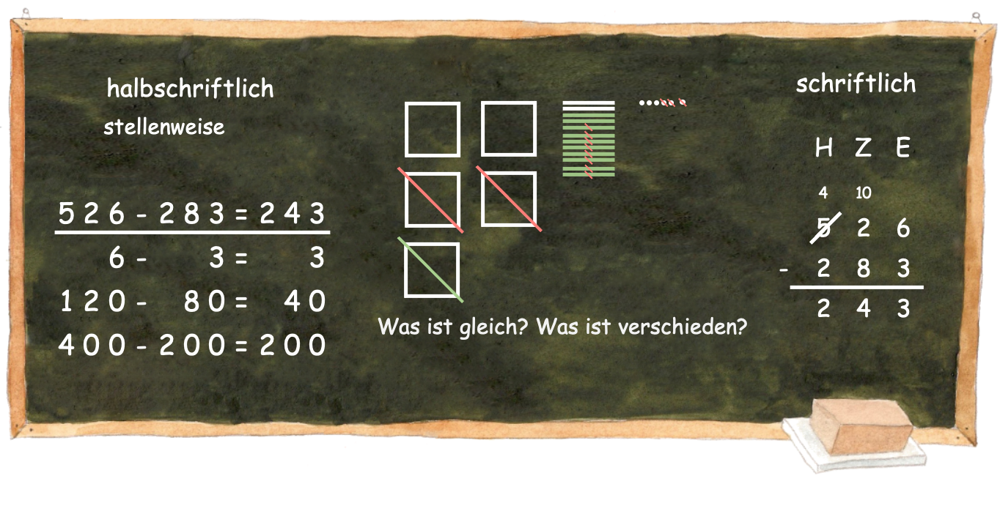 halbschriftlich
stellenweise
526 - 283 = 243
6 - 3 = 3
120 - 80 = 40
400 - 200 = 200
Was ist gleich? Was ist verschieden?
schriftlich
H Z E
4 10
5 2 6
- 2 8 3
2 4 3